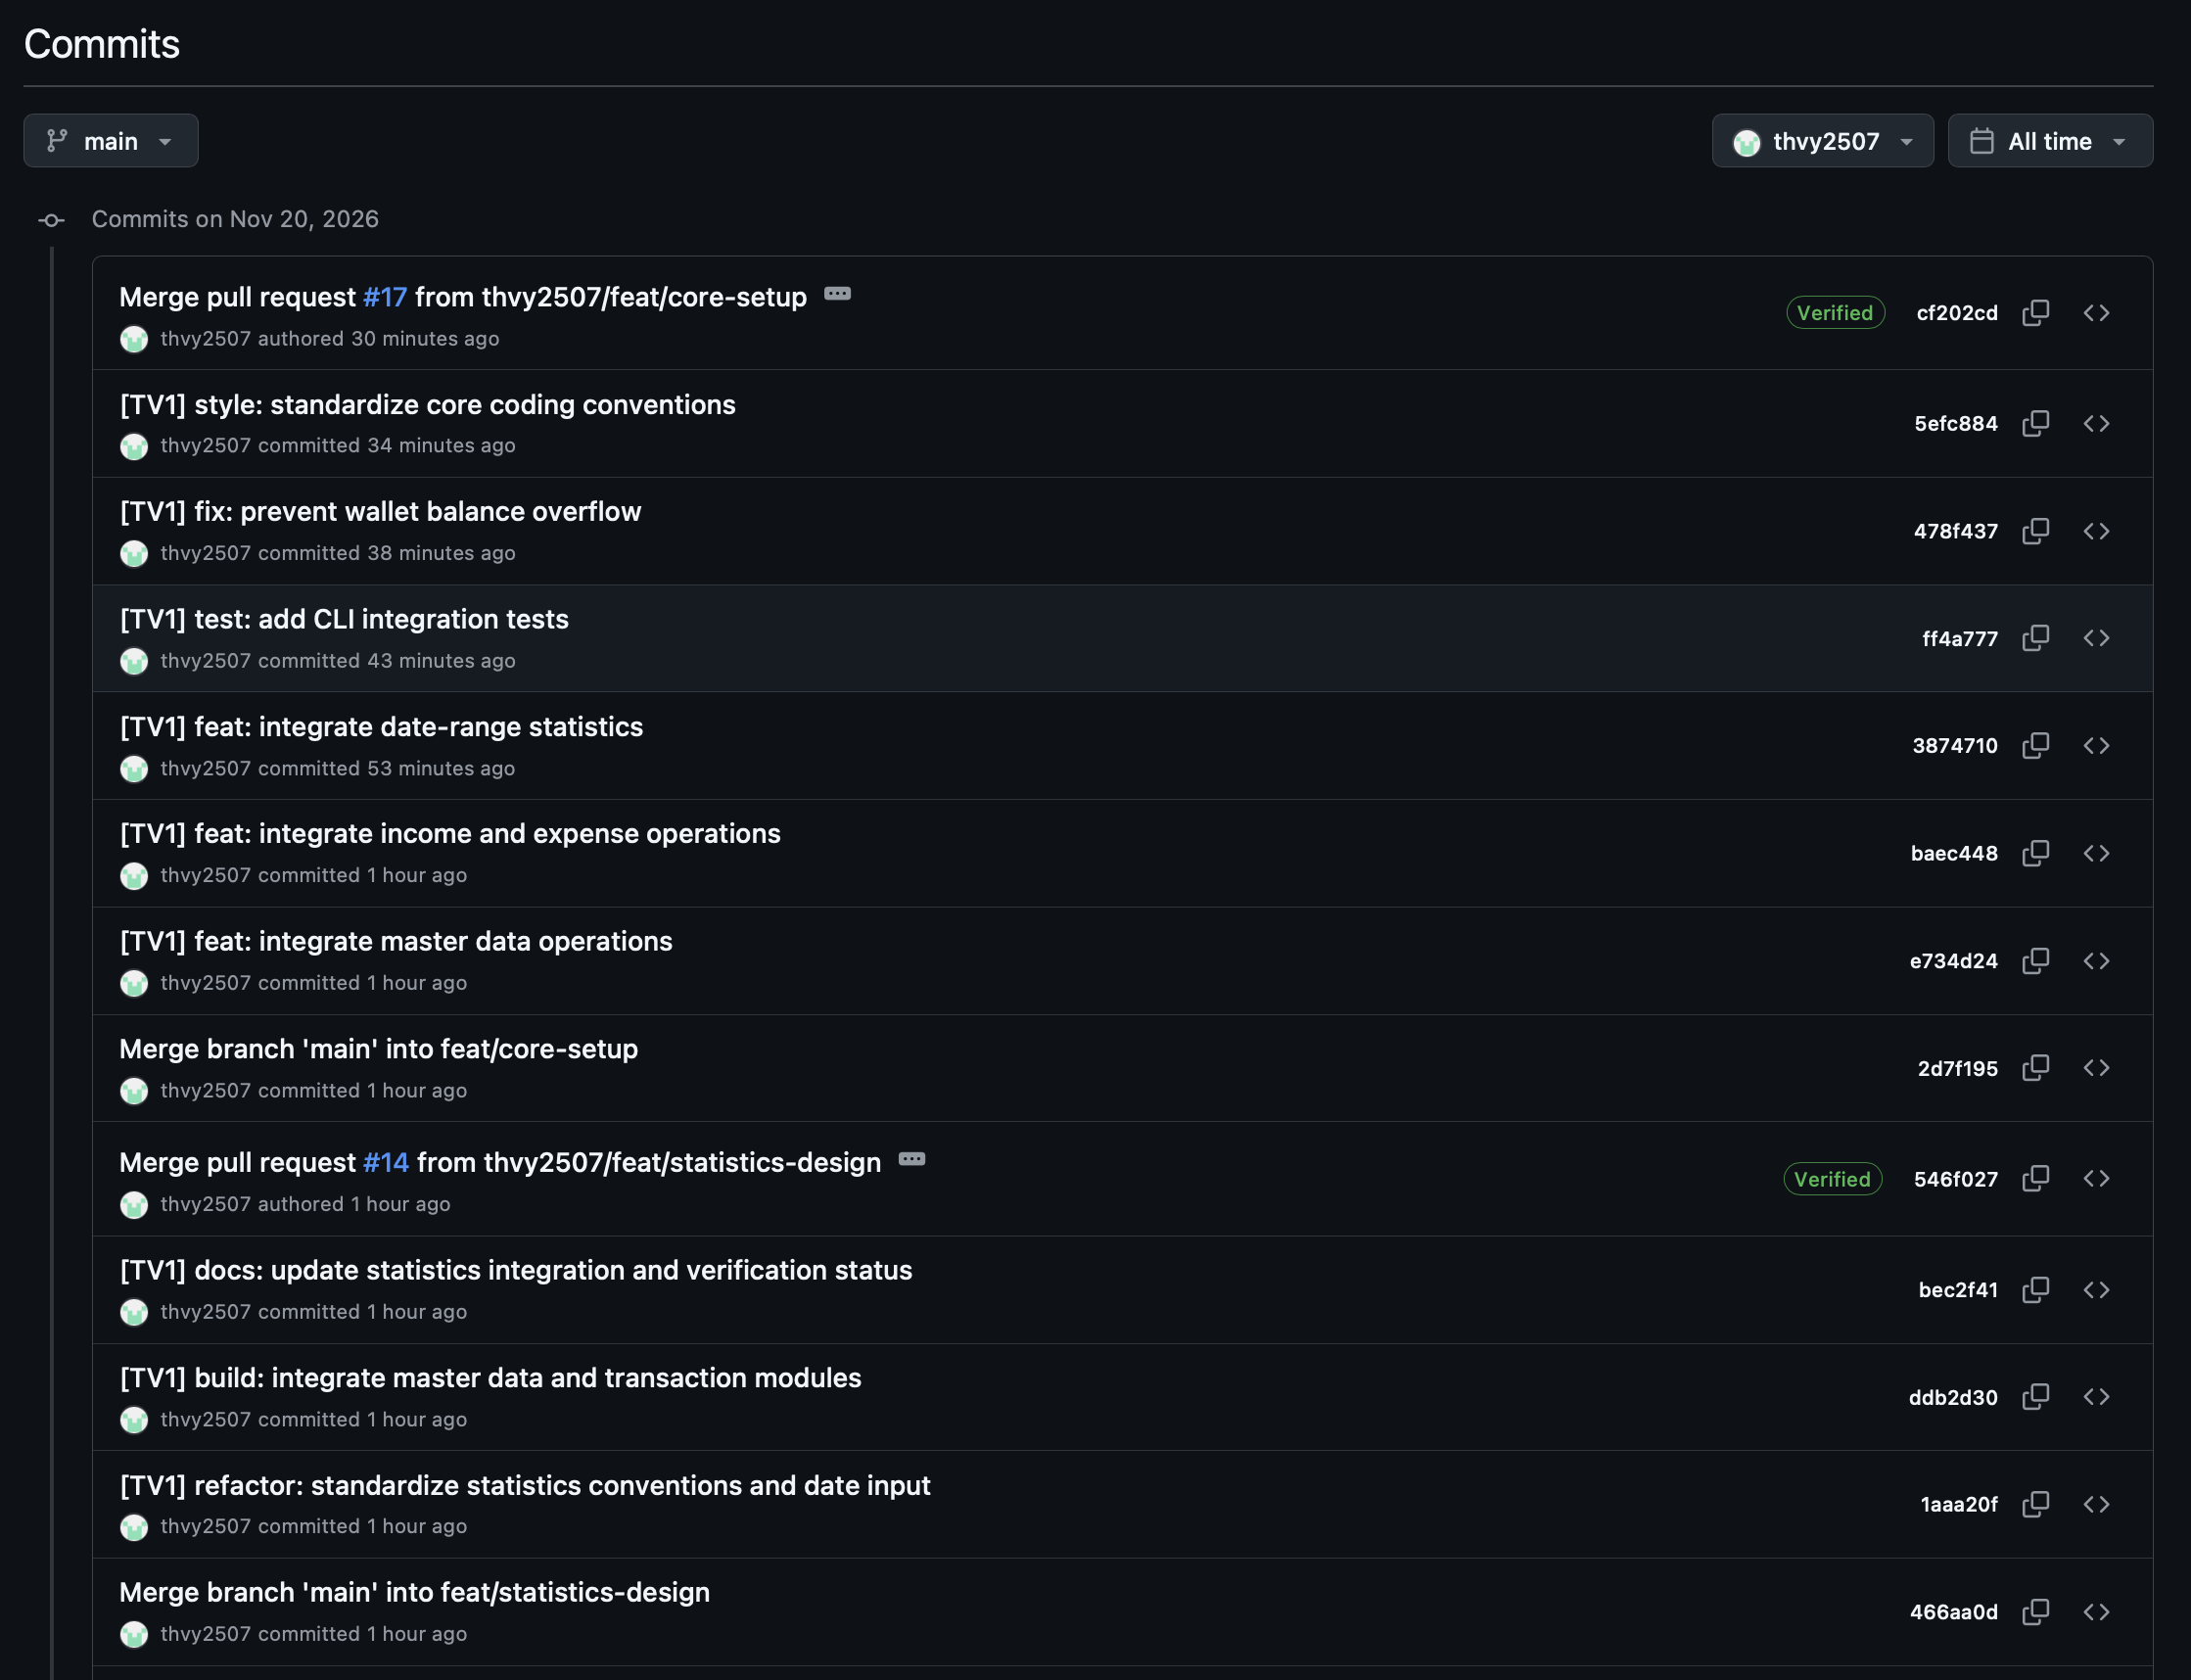 Commits
main
thvy2507
All time
Commits on Nov 20, 2026
Merge pull request #17 from thvy2507/feat/core-setup
thvy2507 authored 30 minutes ago
Verified
cf202cd
[TV1] style: standardize core coding conventions
thvy2507 committed 34 minutes ago
5efc884
[TV1] fix: prevent wallet balance overflow
thvy2507 committed 38 minutes ago
478f437
[TV1] test: add CLI integration tests
thvy2507 committed 43 minutes ago
ff4a777
[TV1] feat: integrate date-range statistics
thvy2507 committed 53 minutes ago
3874710
[TV1] feat: integrate income and expense operations
thvy2507 committed 1 hour ago
baec448
[TV1] feat: integrate master data operations
thvy2507 committed 1 hour ago
e734d24
Merge branch 'main' into feat/core-setup
thvy2507 committed 1 hour ago
2d7f195
Merge pull request #14 from thvy2507/feat/statistics-design
thvy2507 authored 1 hour ago
Verified
546f027
[TV1] docs: update statistics integration and verification status
thvy2507 committed 1 hour ago
bec2f41
[TV1] build: integrate master data and transaction modules
thvy2507 committed 1 hour ago
ddb2d30
[TV1] refactor: standardize statistics conventions and date input
thvy2507 committed 1 hour ago
1aaa20f
Merge branch 'main' into feat/statistics-design
thvy2507 committed 1 hour ago
466aa0d